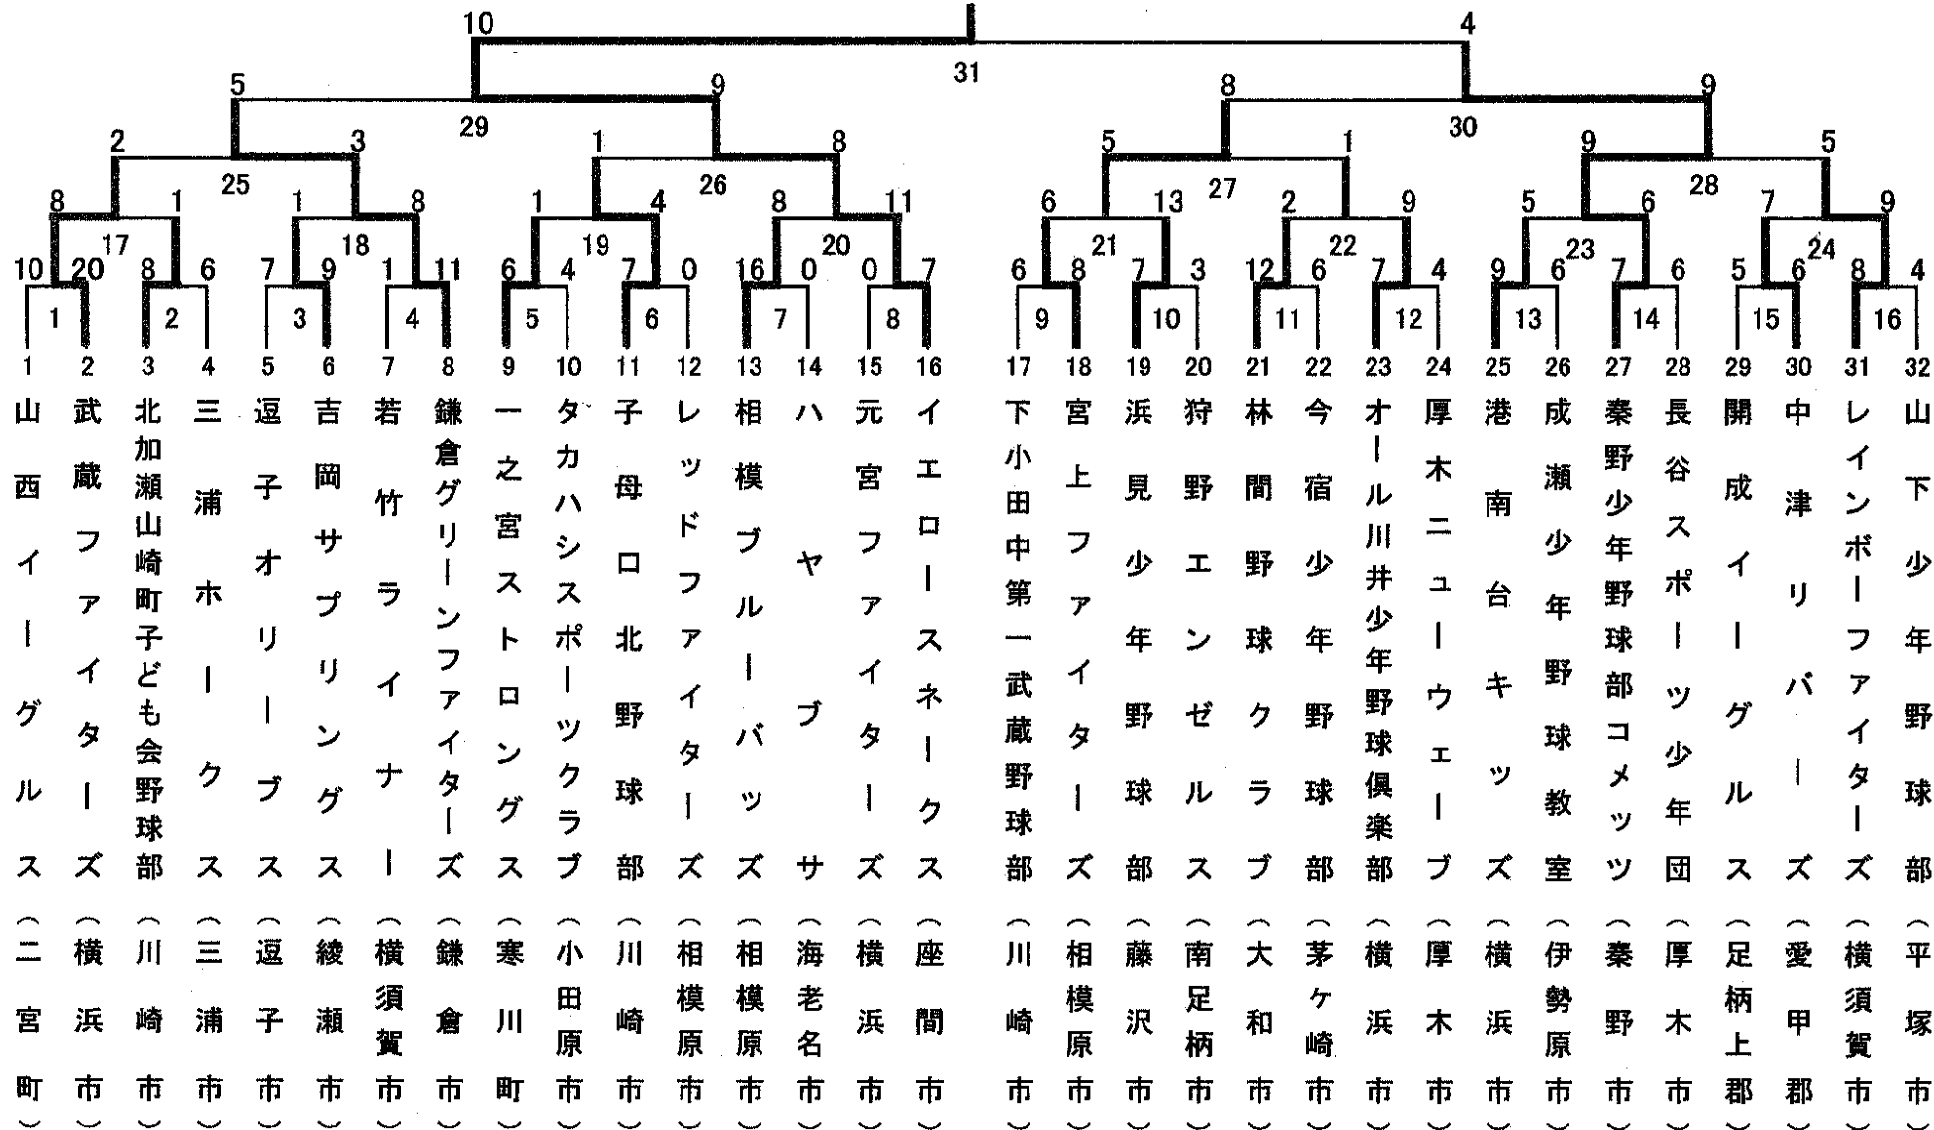 10 4
31
5 9 8 9
29 30
2 3 1 8 5 1 9 5
25 26 27 28
8 1 1 8 1 4 8 11 6 13 2 9 5 6 7 9
17 18 19 20 21 22 23 24
10 20 8 6 7 9 1 11 6 4 7 0 16 0 0 7 6 8 7 3 12 6 7 4 9 6 7 6 5 6 8 4
1 2 3 4 5 6 7 8 9 10 11 12 13 14 15 16
1 山西イーグルス（二宮町）
2 武蔵ファイターズ（横浜市）
3 北加瀬山崎町子ども会野球部（川崎市）
4 三浦ホークス（三浦市）
5 逗子オリーブス（逗子市）
6 吉岡サプリングス（綾瀬市）
7 若竹ライナー（横須賀市）
8 鎌倉グリーンファイターズ（鎌倉市）
9 一之宮ストロングス（寒川町）
10 タカハシスポーツクラブ（小田原市）
11 子母口北野球部（川崎市）
12 レッドファイターズ（相模原市）
13 相模ブルーバッズ（相模原市）
14 ハヤブサ（海老名市）
15 元宮ファイターズ（横浜市）
16 イエロースネークス（座間市）
17 下小田中第一武蔵野球部（川崎市）
18 宮上ファイターズ（相模原市）
19 浜見少年野球部（藤沢市）
20 狩野エンゼルス（南足柄市）
21 林間野球クラブ（大和市）
22 今宿少年野球部（茅ケ崎市）
23 オール川井少年野球倶楽部（横浜市）
24 厚木ニューウェーブ（厚木市）
25 港南台キッズ（横浜市）
26 成瀬少年野球教室（伊勢原市）
27 秦野少年野球部コメッツ（秦野市）
28 長谷スポーツ少年団（厚木市）
29 開成イーグルス（足柄上郡）
30 中津リバーズ（愛甲郡）
31 レインボーファイターズ（横須賀市）
32 山下少年野球部（平塚市）